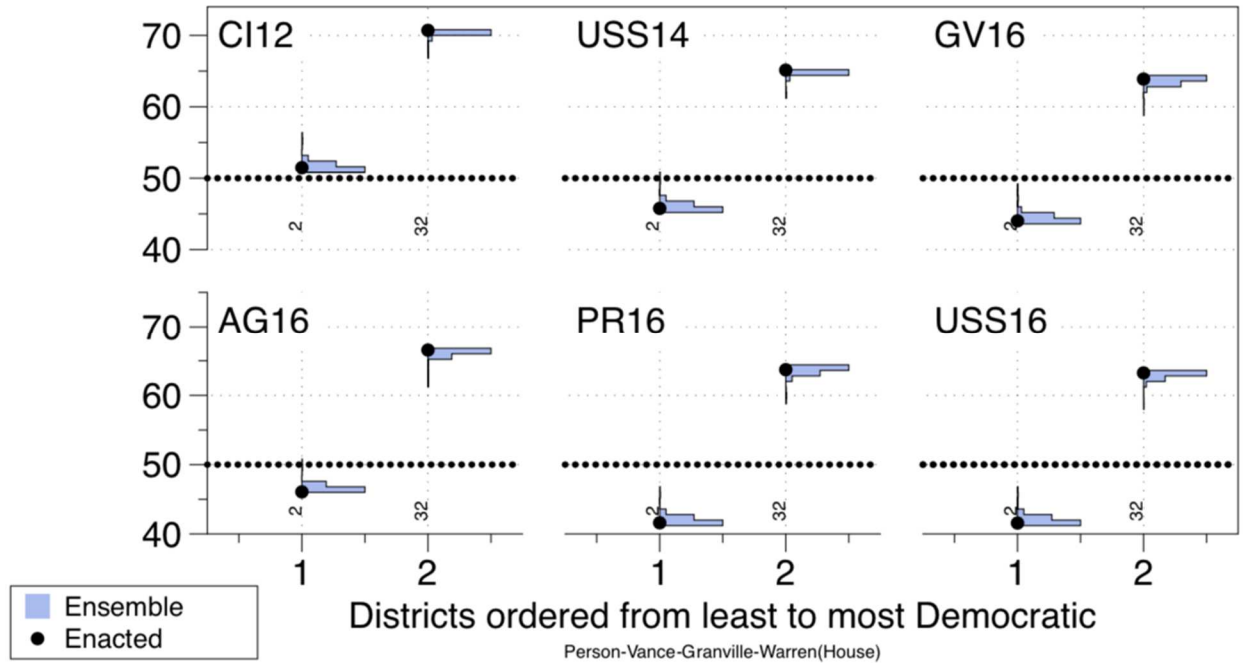 70 CI12 USS14 GV16
60
50
2 32 2 32 2 32
40
70 AG16 PR16 USS16
60
50
2 32 2 32 2 32
40
1 2 1 2 1 2
Ensemble
Enacted
Districts ordered from least to most Democratic
Person-Vance-Granville-Warren(House)